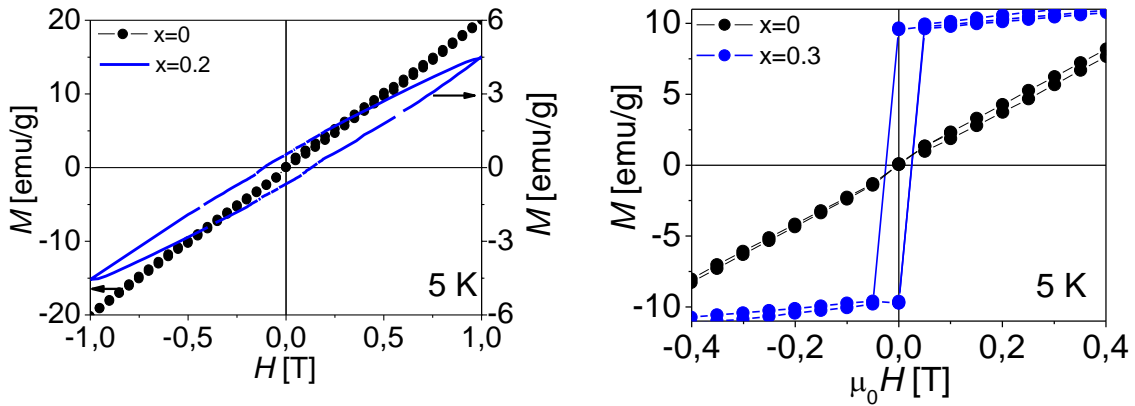 20
10
0
-10
-20
M [emu/g]
x=0
x=0.2
5 K
6
3
0
-3
-6
M [emu/g]
-1,0 -0,5 0,0 0,5 1,0
H [T]
10
5
0
-5
-10
M [emu/g]
x=0
x=0.3
5 K
-0,4 -0,2 0,0 0,2 0,4
μ₀H [T]